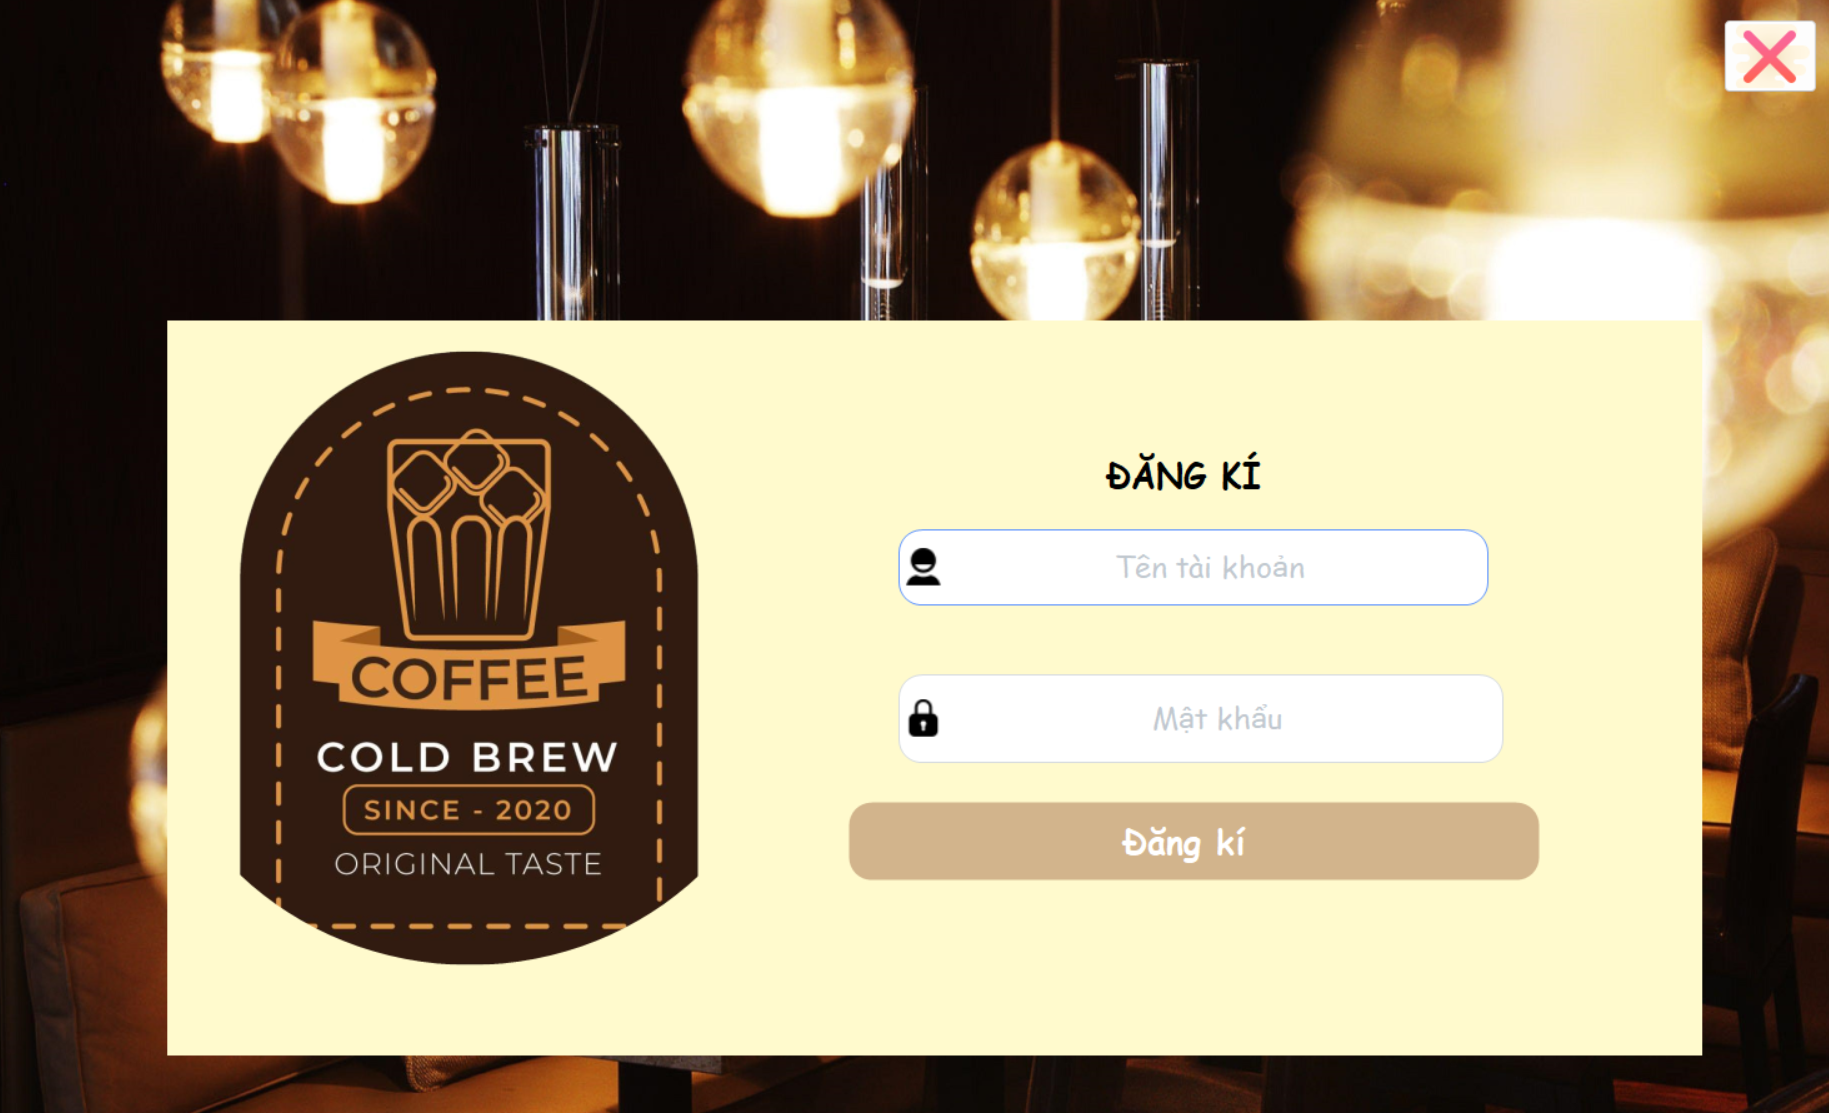 COFFEE
COLD BREW
SINCE - 2020
ORIGINAL TASTE
ĐĂNG KÍ
Tên tài khoản
Mật khẩu
Đăng kí